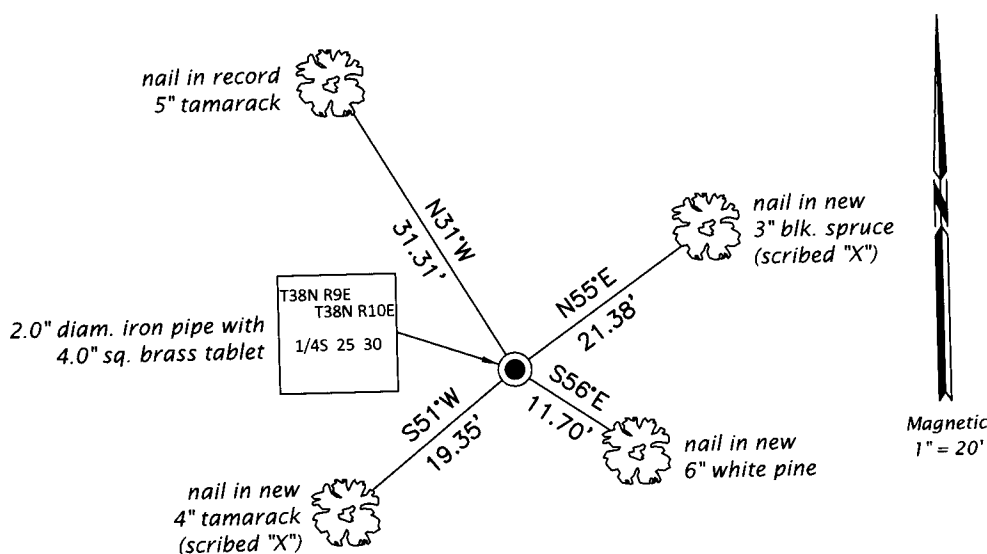 nail in record
5" tamarack
N31°W
31.31'
nail in new
3" blk. spruce
(scribed "X")
N55°E
21.38'
T38N R9E
T38N R10E
1/4S 25 30
2.0" diam. iron pipe with
4.0" sq. brass tablet
S56°E
11.70'
S51°W
19.35'
nail in new
6" white pine
nail in new
4" tamarack
(scribed "X")
N
Magnetic
1" = 20'